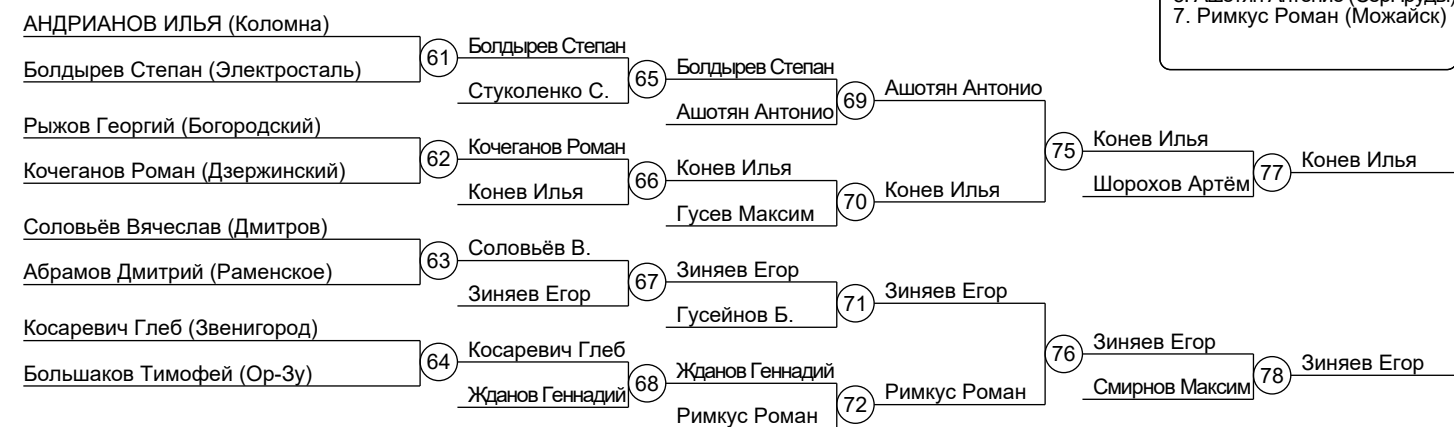 Ашотян Антонио
7. Римкус Роман (Можайск)
АНДРИАНОВ ИЛЬЯ (Коломна)
61
Болдырев Степан
Болдырев Степан (Электросталь)
Стуколенко С.
65
Болдырев Степан
Ашотян Антонио
69
Ашотян Антонио
Рыжов Георгий (Богородский)
62
Кочеганов Роман
Кочеганов Роман (Дзержинский)
Конев Илья
66
Конев Илья
Гусев Максим
70
Конев Илья
75
Конев Илья
Шорохов Артём
77
Конев Илья
Соловьёв Вячеслав (Дмитров)
63
Соловьёв В.
Абрамов Дмитрий (Раменское)
Зиняев Егор
67
Зиняев Егор
Гусейнов Б.
71
Зиняев Егор
Косаревич Глеб (Звенигород)
64
Косаревич Глеб
Большаков Тимофей (Ор-Зу)
Жданов Геннадий
68
Жданов Геннадий
Римкус Роман
72
Римкус Роман
76
Зиняев Егор
Смирнов Максим
78
Зиняев Егор